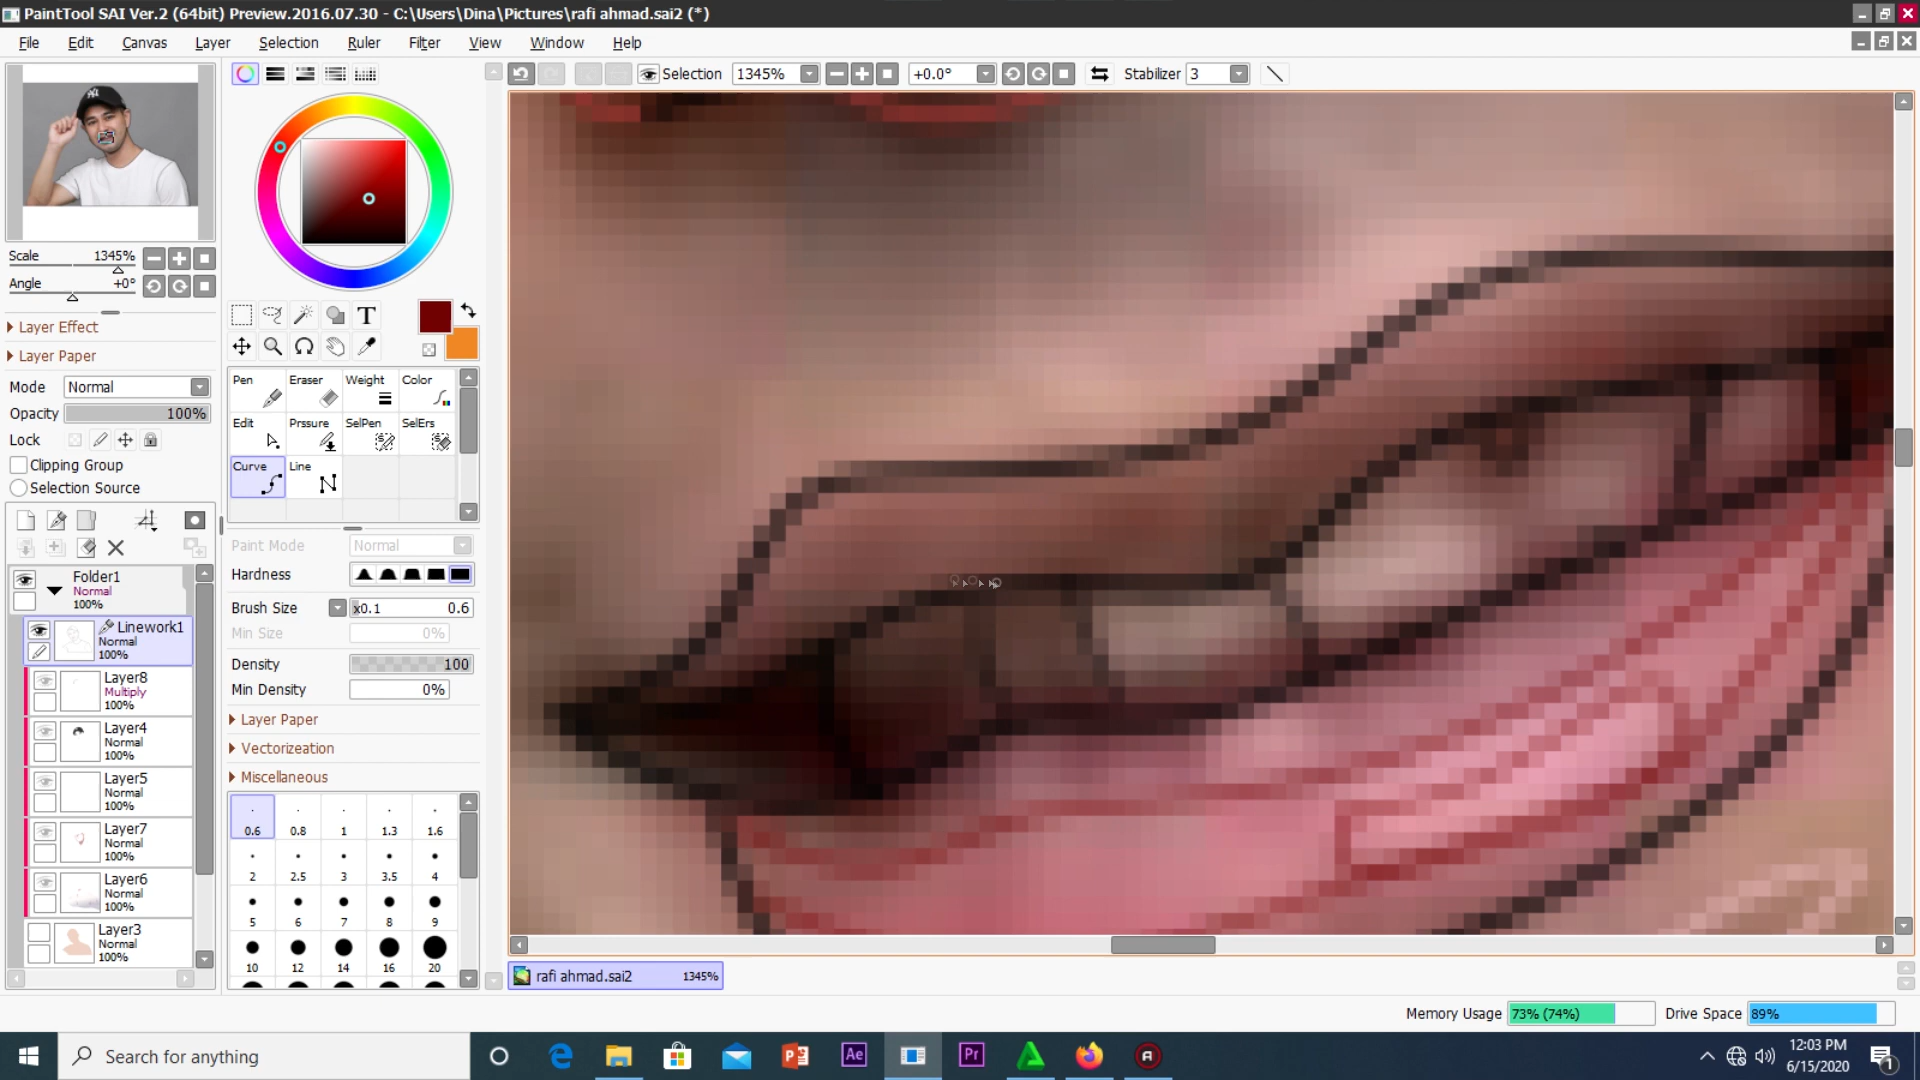 PaintTool SAI Ver.2 (64bit) Preview.2016.07.30 - C:\Users\Dina\Pictures\rafi ahmad.sai2 (*)
File Edit Canvas Layer Selection Ruler Filter View Window Help
Selection 1345% +0.0° Stabilizer 3
Scale 1345%
Angle +0°
Layer Effect
Layer Paper
Mode Normal
Opacity 100%
Lock
Clipping Group
Selection Source
Folder1
Normal
100%
Linework1
Normal
100%
Layer8
Multiply
100%
Layer4
Normal
100%
Layer5
Normal
100%
Layer7
Normal
100%
Layer6
Normal
100%
Layer3
Normal
100%
T
Pen Eraser Weight Color
Edit Prssure SelPen SelErs
Curve Line
Paint Mode Normal
Hardness
Brush Size x0.1 0.6
Min Size 0%
Density 100
Min Density 0%
Layer Paper
Vectorizeation
Miscellaneous
0.6 0.8 1 1.3 1.6
2 2.5 3 3.5 4
5 6 7 8 9
10 12 14 16 20
rafi ahmad.sai2 1345%
Memory Usage 73% (74%) Drive Space 89%
Search for anything
Ae
Pr
12:03 PM
6/15/2020
1